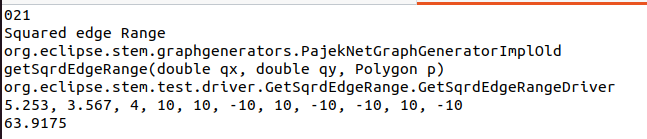 021
Squared edge Range
org.eclipse.stem.graphgenerators.PajekNetGraphGeneratorImplOld
getSqrdEdgeRange(double qx, double qy, Polygon p)
org.eclipse.stem.test.driver.GetSqrdEdgeRange.GetSqrdEdgeRangeDriver
5.253, 3.567, 4, 10, 10, -10, 10, -10, -10, 10, -10
63.9175